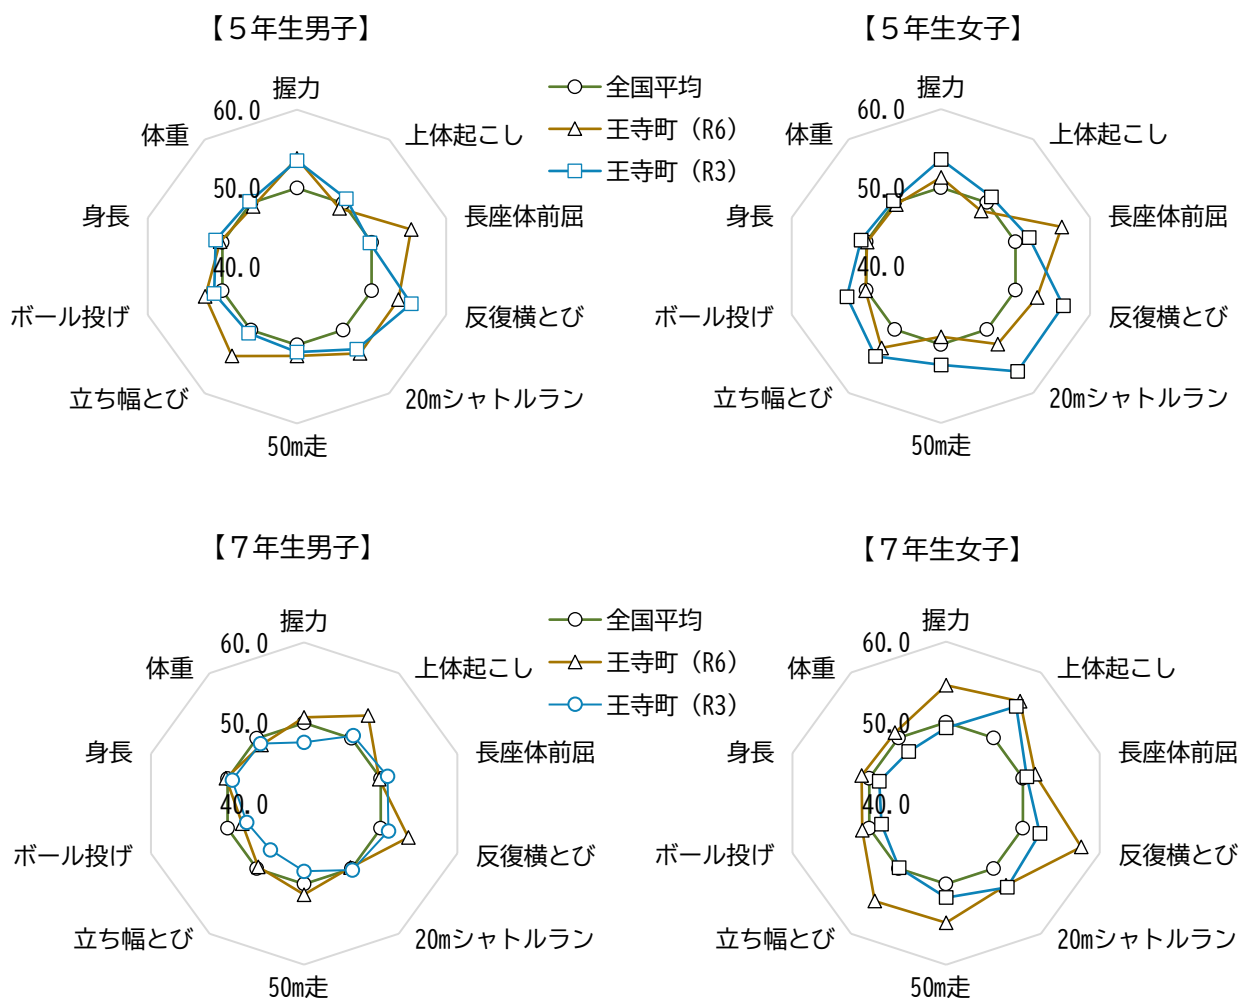 【５年生男子】
握力
60.0
上体起こし
体重
50.0
長座体前屈
身長
40.0
反復横とび
ボール投げ
20mシャトルラン
立ち幅とび
50m走
全国平均
王寺町（R6）
王寺町（R3）
【５年生女子】
握力
60.0
上体起こし
体重
50.0
長座体前屈
身長
40.0
反復横とび
ボール投げ
20mシャトルラン
立ち幅とび
50m走
【７年生男子】
握力
60.0
上体起こし
体重
50.0
長座体前屈
身長
40.0
反復横とび
ボール投げ
20mシャトルラン
立ち幅とび
50m走
全国平均
王寺町（R6）
王寺町（R3）
【７年生女子】
握力
60.0
上体起こし
体重
50.0
長座体前屈
身長
40.0
反復横とび
ボール投げ
20mシャトルラン
立ち幅とび
50m走